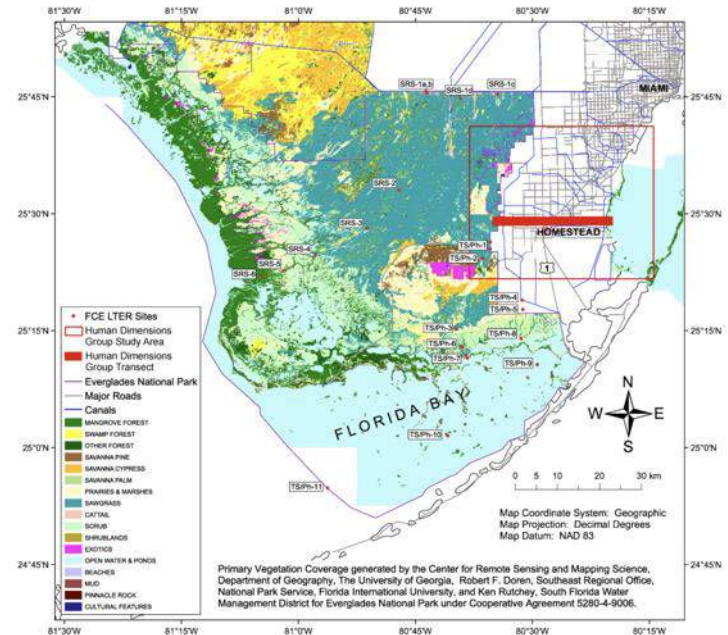 81°30'W 81°15'W 81°0'W 80°45'W 80°30'W 80°15'W
SRS-1a,b
SRS-1d
SRS-1c
MIAMI
25°45'N
25°45'N
SRS-2
25°30'N
25°30'N
SRS-3
HOMESTEAD
TS/Ph-1
SRS-4
TS/Ph-2
SRS-5
SRS-6
1
TS/Ph-4
TS/Ph-5
25°15'N
25°15'N
TS/Ph-3
TS/Ph-8
TS/Ph-6
TS/Ph-7
TS/Ph-9
FLORIDA BAY
TS/Ph-10
25°0'N
25°0'N
TS/Ph-11
24°45'N
24°45'N
FCE LTER Sites
Human Dimensions
Group Study Area
Human Dimensions
Group Transect
Everglades National Park
Major Roads
Canals
MANGROVE FOREST
SWAMP FOREST
OTHER FOREST
SAVANNA PINE
SAVANNA CYPRESS
SAVANNA PALM
PRAIRIES & MARSHES
SAWGRASS
CATTAIL
SCRUB
SHRUBLANDS
EXOTICS
OPEN WATER & PONDS
BEACHES
MUD
PINNACLE ROCK
CULTURAL FEATURES
N
W E
S
0 5 10 20 30 km
Map Coordinate System: Geographic
Map Projection: Decimal Degrees
Map Datum: NAD 83
Primary Vegetation Coverage generated by the Center for Remote Sensing and Mapping Science,
Department of Geography, The University of Georgia, Robert F. Doren, Southeast Regional Office,
National Park Service, Florida International University, and Ken Rutchey, South Florida Water
Management District for Everglades National Park under Cooperative Agreement 5280-4-9006.
81°30'W 81°15'W 81°0'W 80°45'W 80°30'W 80°15'W